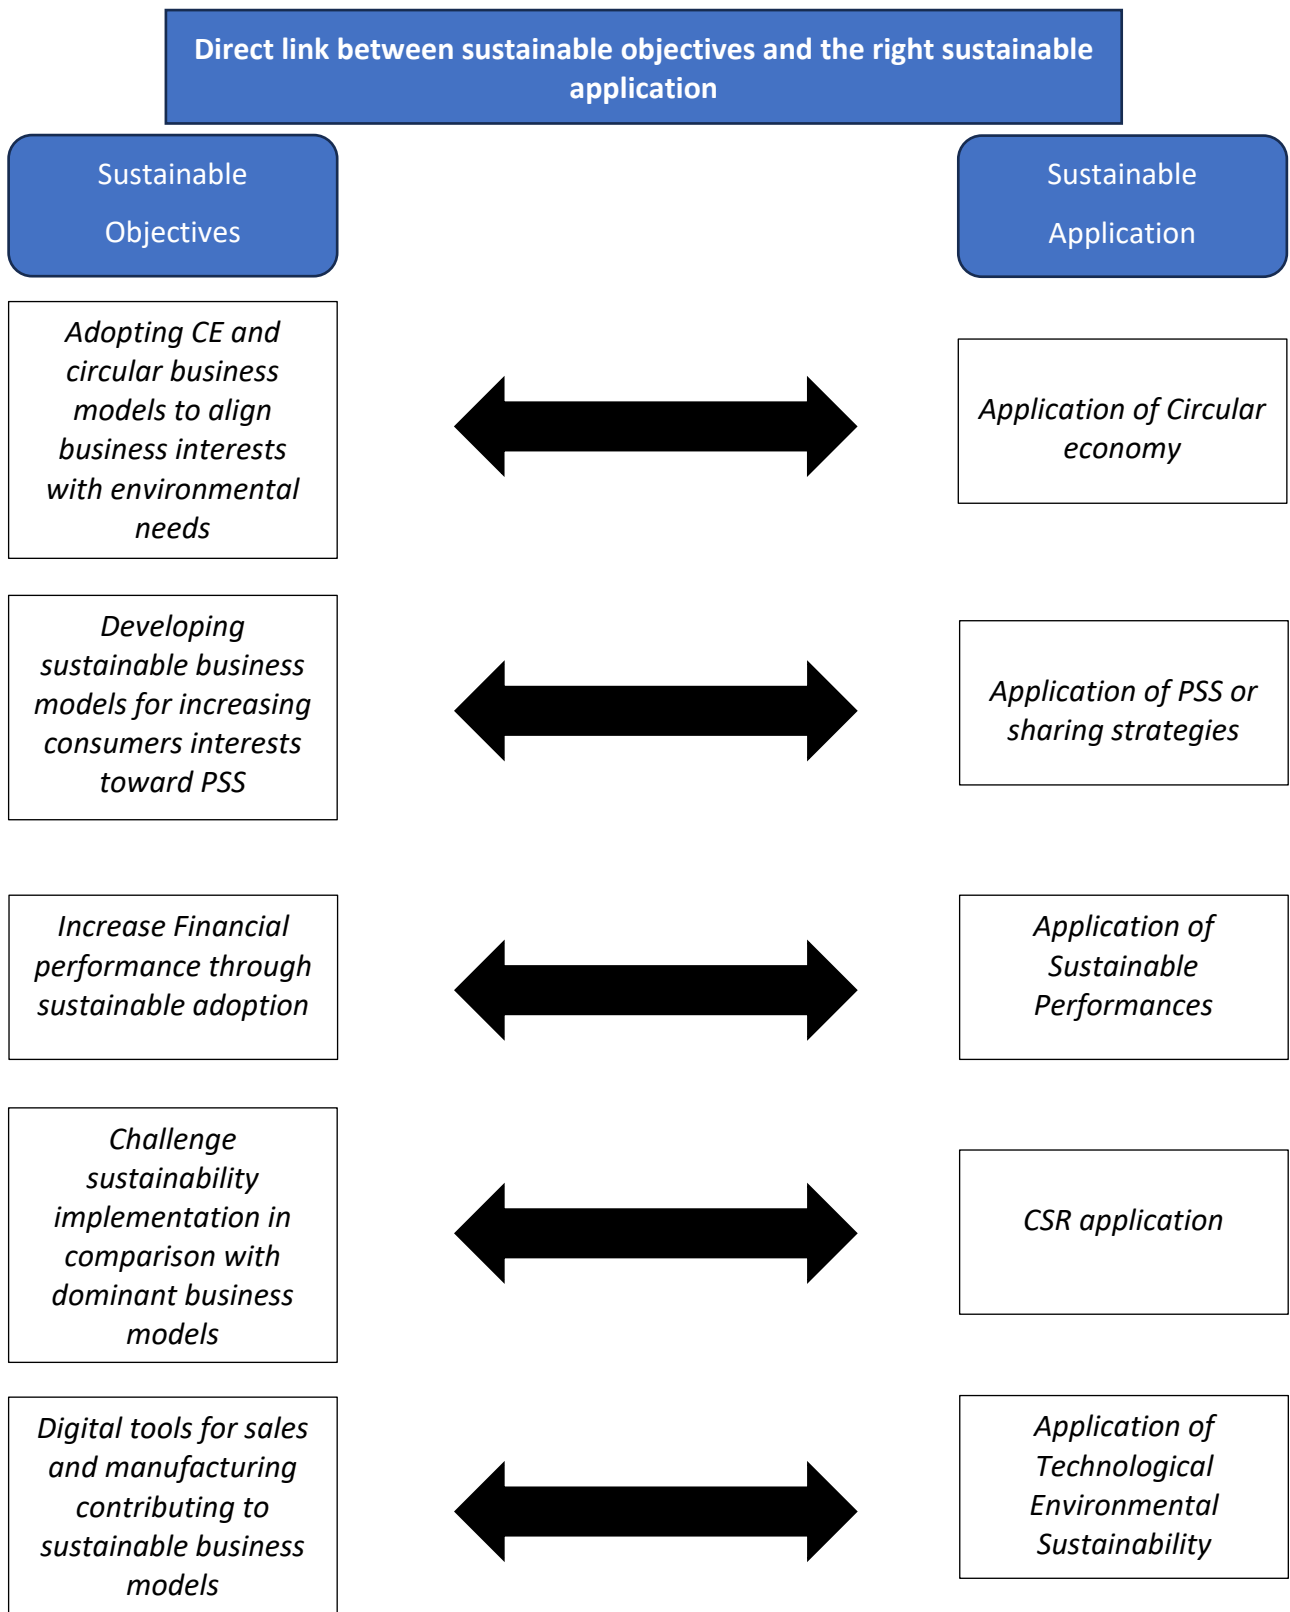 Direct link between sustainable objectives and the right sustainable
application
Sustainable
Objectives
Sustainable
Application
Adopting CE and
circular business
models to align
business interests
with environmental
needs
Application of Circular
economy
Developing
sustainable business
models for increasing
consumers interests
toward PSS
Application of PSS or
sharing strategies
Increase Financial
performance through
sustainable adoption
Application of
Sustainable
Performances
Challenge
sustainability
implementation in
comparison with
dominant business
models
CSR application
Digital tools for sales
and manufacturing
contributing to
sustainable business
models
Application of
Technological
Environmental
Sustainability